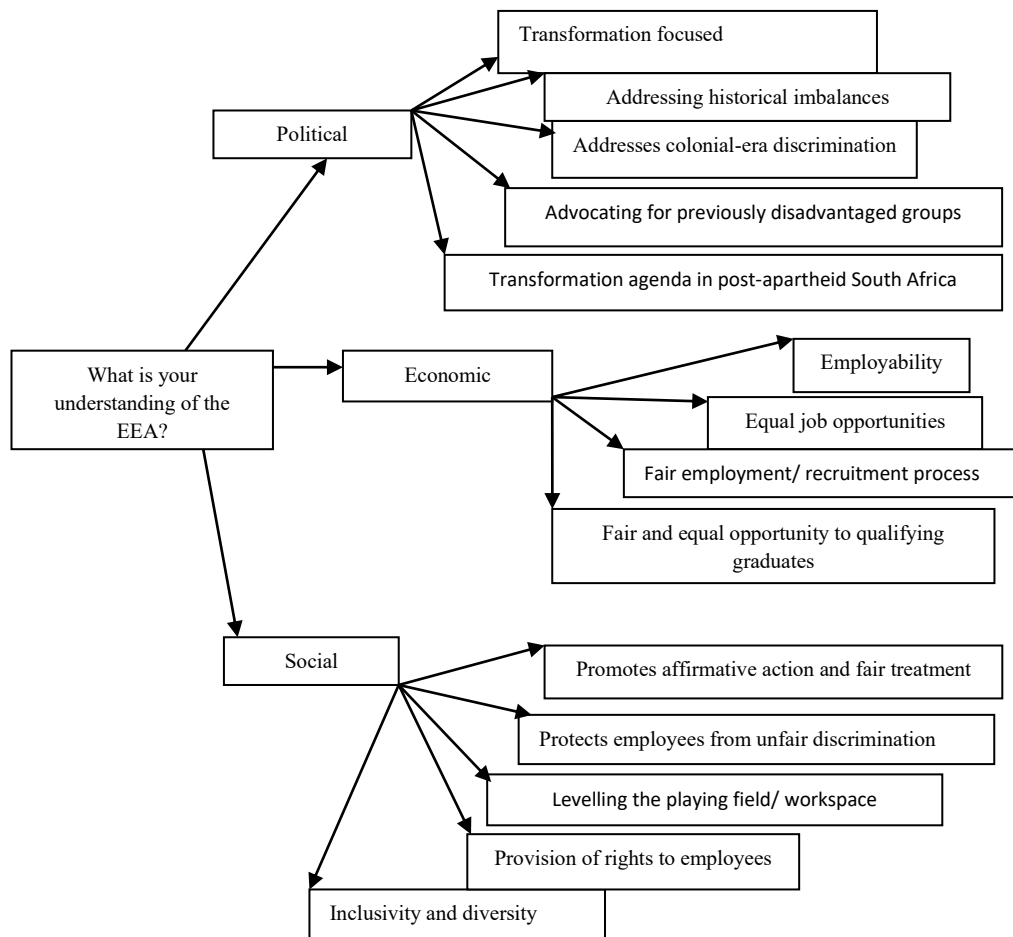 Transformation focused
Addressing historical imbalances
Political
Addresses colonial-era discrimination
Advocating for previously disadvantaged groups
Transformation agenda in post-apartheid South Africa
What is your
understanding of the
EEA?
Economic
Employability
Equal job opportunities
Fair employment/ recruitment process
Fair and equal opportunity to qualifying
graduates
Social
Promotes affirmative action and fair treatment
Protects employees from unfair discrimination
Levelling the playing field/ workspace
Provision of rights to employees
Inclusivity and diversity